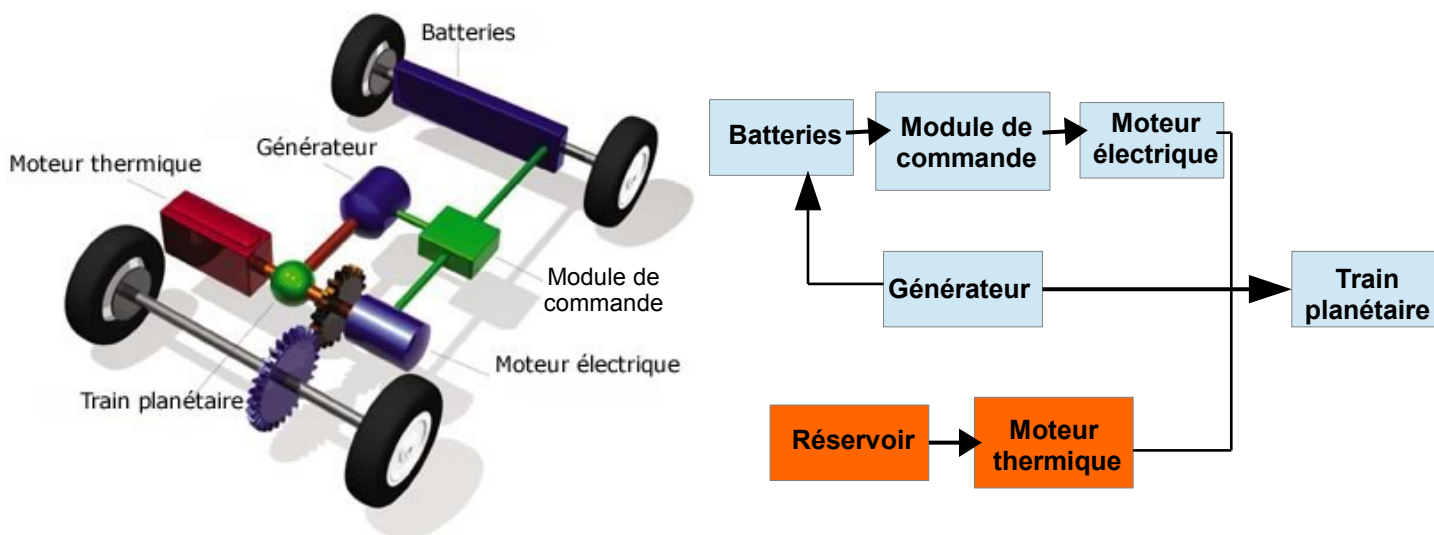 Batteries
Générateur
Moteur thermique
Module de
commande
Moteur électrique
Train planétaire
Batteries
Module de
commande
Moteur
électrique
Générateur
Train
planétaire
Réservoir
Moteur
thermique